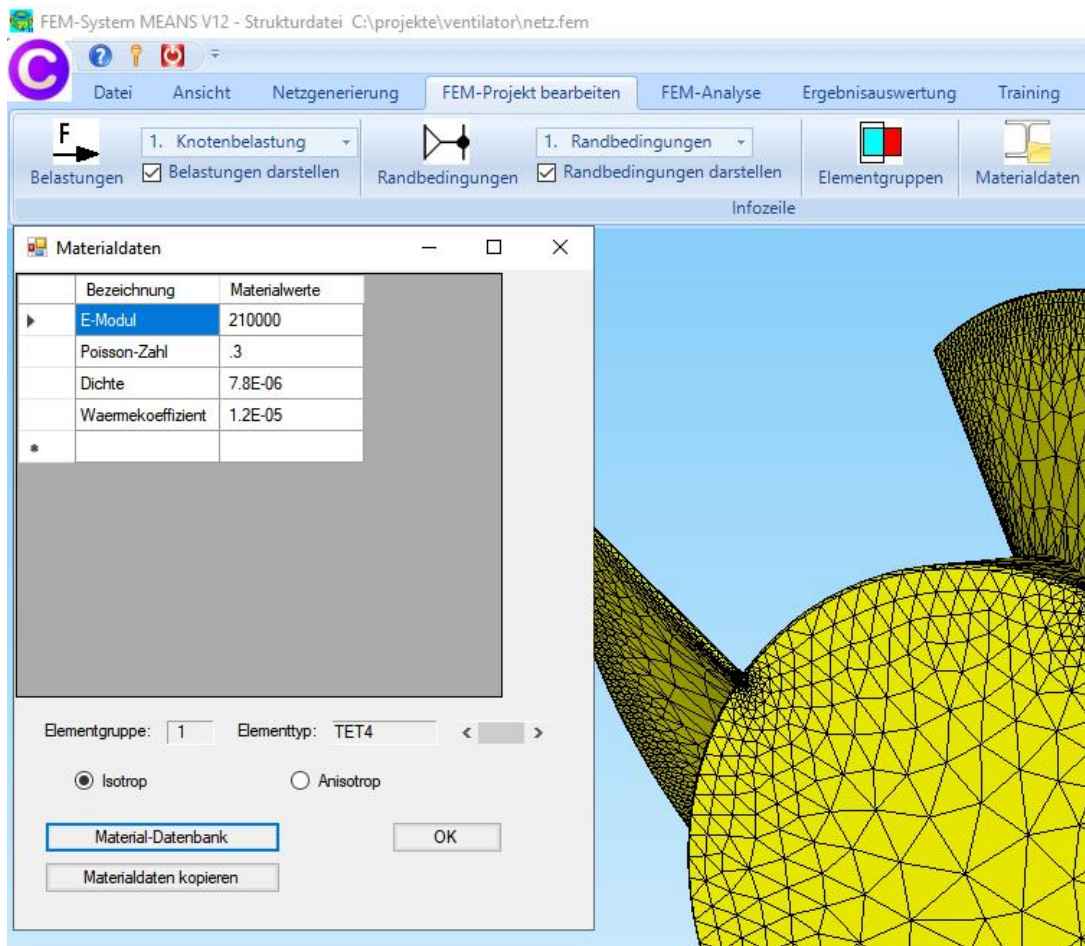 FEM-System MEANS V12 - Strukturdatei C:\projekte\ventilator\netz.fem
C
Datei Ansicht Netzgenerierung FEM-Projekt bearbeiten FEM-Analyse Ergebnisauswertung Training
F
1. Knotenbelastung
1. Randbedingungen
Belastungen
Belastungen darstellen
Randbedingungen
Randbedingungen darstellen
Elementgruppen
Materialdaten
Infozeile
Materialdaten
Bezeichnung Materialwerte
E-Modul 210000
Poisson-Zahl .3
Dichte 7.8E-06
Waermekoeffizient 1.2E-05
*
Elementgruppe: 1 Elementtyp: TET4 < >
Isotrop Anisotrop
Material-Datenbank OK
Materialdaten kopieren